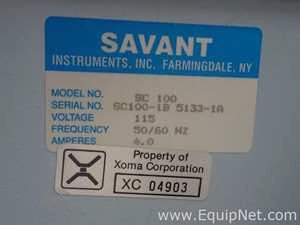 SAVANT
INSTRUMENTS, INC. FARMINGDALE, NY
MODEL NO. SC 100
SERIAL NO. SC100-1B 5133-1A
VOLTAGE 115
FREQUENCY 50/60 HZ
AMPERES 4.0
Property of
Xoma Corporation
XC 04903
www.EquipNet.com